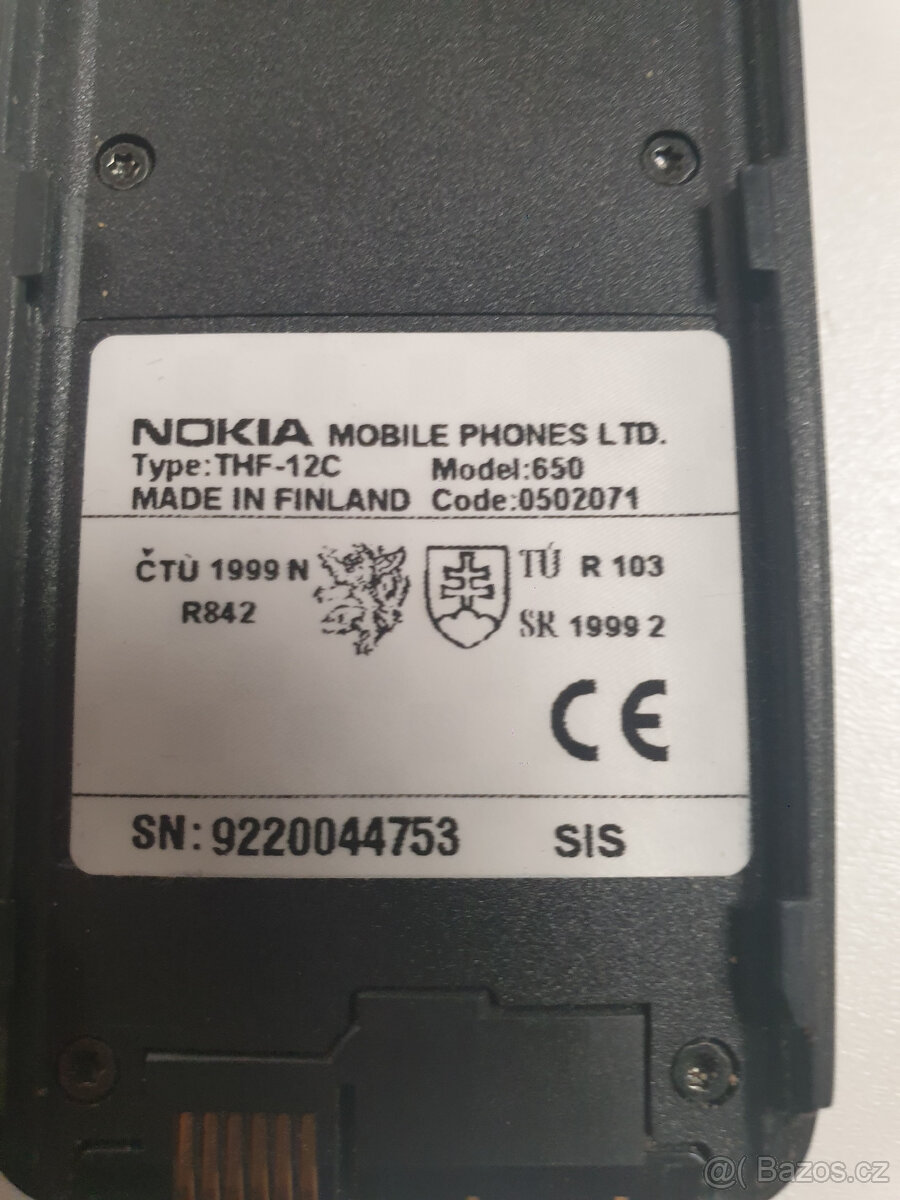 NOKIA MOBILE PHONES LTD.
Type:THF-12C Model:650
MADE IN FINLAND Code:0502071
ČTÙ 1999 N
R842
TÚ R 103
SR 1999 2
CE
SN:9220044753 SIS
@( Bazos.cz